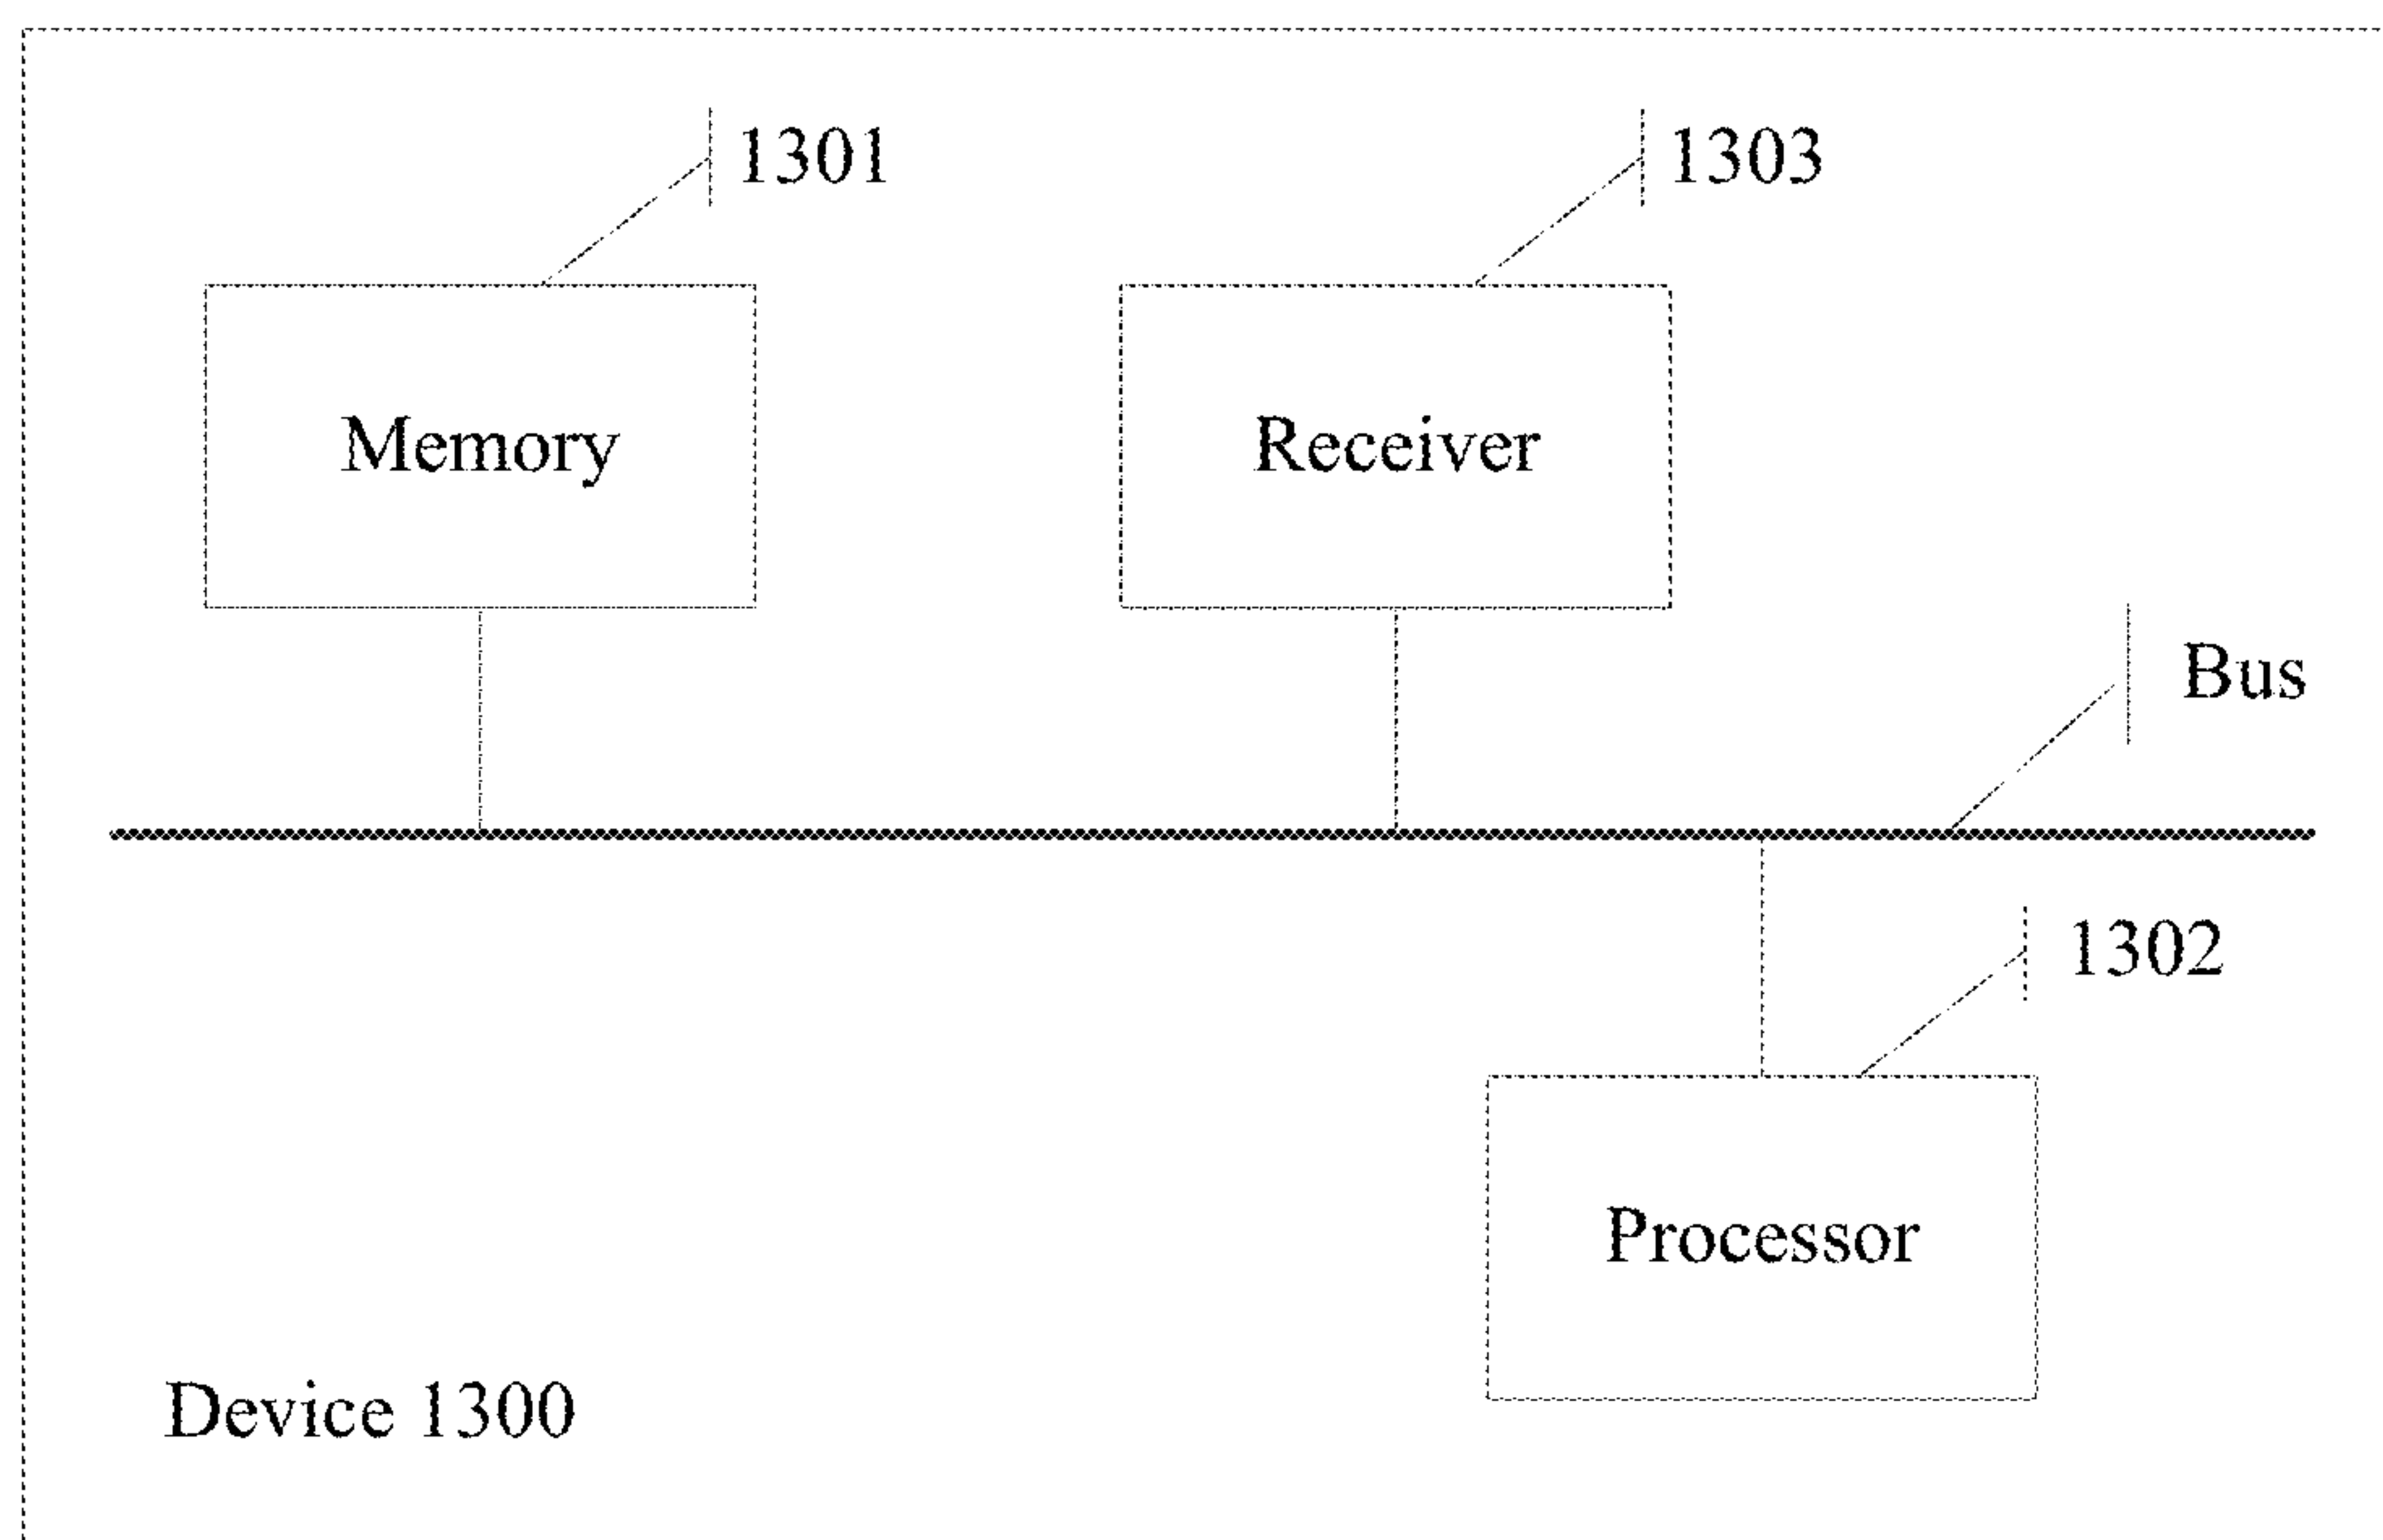 1301
1303
Memory
Receiver
Bus
1302
Processor
Device 1300